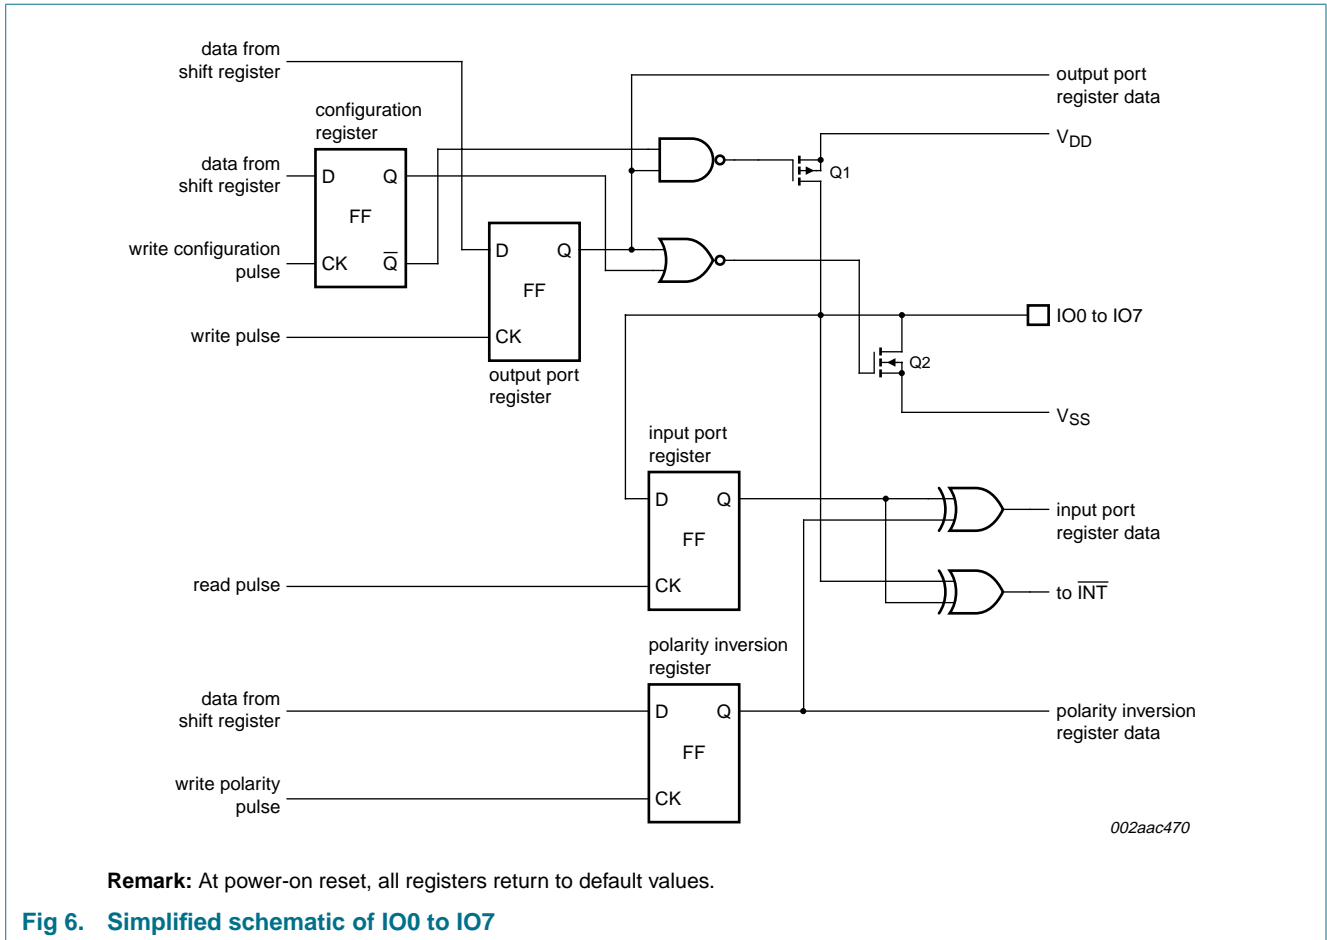 data from
shift register
output port
register data
configuration
register
V_DD
data from
shift register
D
Q
Q1
FF
write configuration
pulse
CK
Q̅
D
Q
FF
IO0 to IO7
write pulse
CK
Q2
output port
register
V_SS
input port
register
D
Q
input port
register data
FF
read pulse
CK
to I̅N̅T̅
polarity inversion
register
data from
shift register
D
Q
polarity inversion
register data
FF
write polarity
pulse
CK
002aac470
Remark: At power-on reset, all registers return to default values.
Fig 6. Simplified schematic of IO0 to IO7